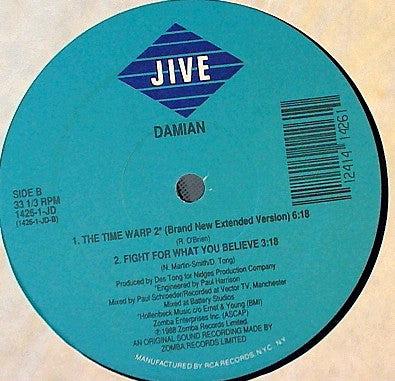 JIVE
DAMIAN
SIDE B
33 1/3 RPM
1426-1-JD
(1426-1-JD-B)
12414 14261
1. THE TIME WARP 2* (Brand New Extended Version) 6:18
(R. O'Brien)
2. FIGHT FOR WHAT YOU BELIEVE 3:18
(N. Martin-Smith/D. Tong)
Produced by Des Tong for Nidges Production Company
*Engineered by Paul Harrison
Mixed by Paul Schroeder/Recorded at Vector TV, Manchester
Mixed at Battery Studios
*Hollenbeck Music c/o Ernst & Young (BMI)
Zomba Enterprises Inc. (ASCAP)
℗1988 Zomba Records Limited
AN ORIGINAL SOUND RECORDING MADE BY
ZOMBA RECORDS LIMITED
MANUFACTURED BY RCA RECORDS, N.Y.C., N.Y.